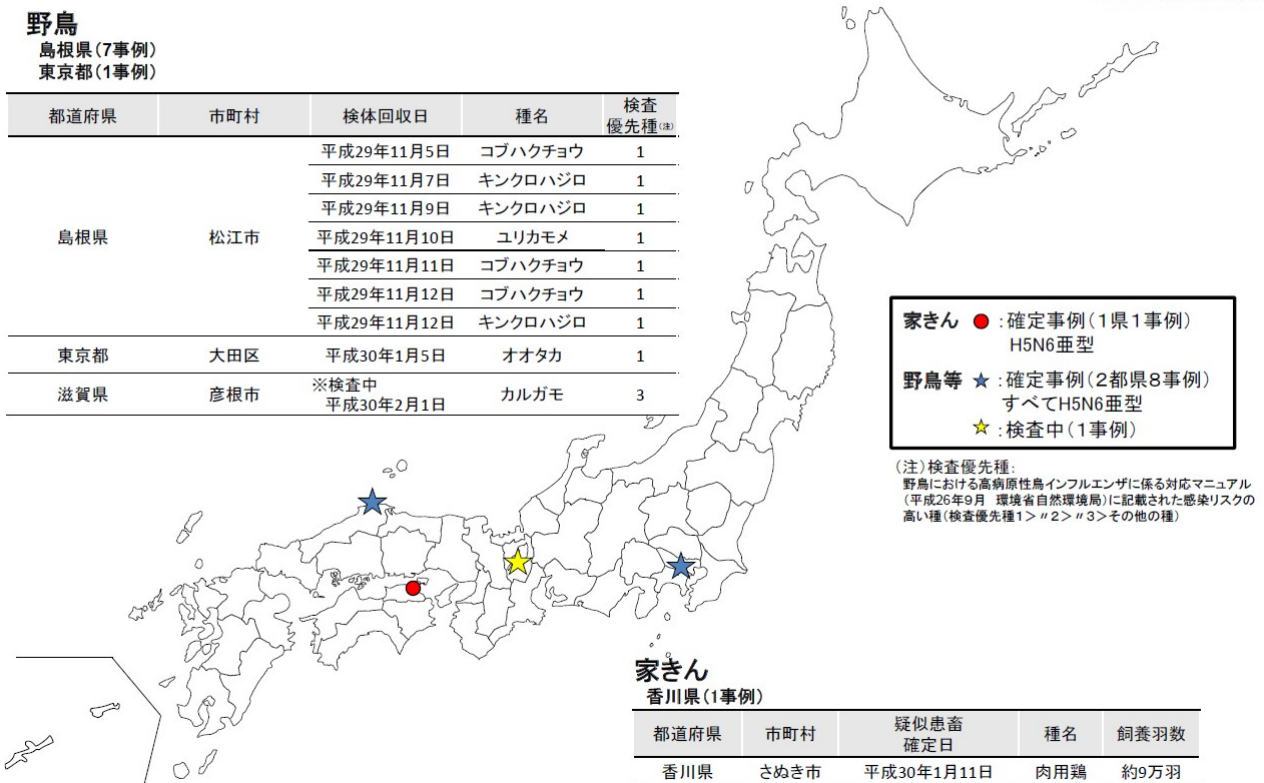 野鳥
島根県(7事例)
東京都(1事例)
都道府県 市町村 検体回収日 種名 検査優先種(注)
島根県 松江市 平成29年11月5日 コブハクチョウ 1
平成29年11月7日 キンクロハジロ 1
平成29年11月9日 キンクロハジロ 1
平成29年11月10日 ユリカモメ 1
平成29年11月11日 コブハクチョウ 1
平成29年11月12日 コブハクチョウ 1
平成29年11月12日 キンクロハジロ 1
東京都 大田区 平成30年1月5日 オオタカ 1
滋賀県 彦根市 ※検査中 平成30年2月1日 カルガモ 3
家きん ●:確定事例(1県1事例)
H5N6亜型
野鳥等 ★:確定事例(2都県8事例)
すべてH5N6亜型
☆:検査中(1事例)
(注)検査優先種:
野鳥における高病原性鳥インフルエンザに係る対応マニュアル
(平成26年9月 環境省自然環境局)に記載された感染リスクの
高い種(検査優先種1>〃2>〃3>その他の種)
家きん
香川県(1事例)
都道府県 市町村 疑似患畜確定日 種名 飼養羽数
香川県 さぬき市 平成30年1月11日 肉用鶏 約9万羽